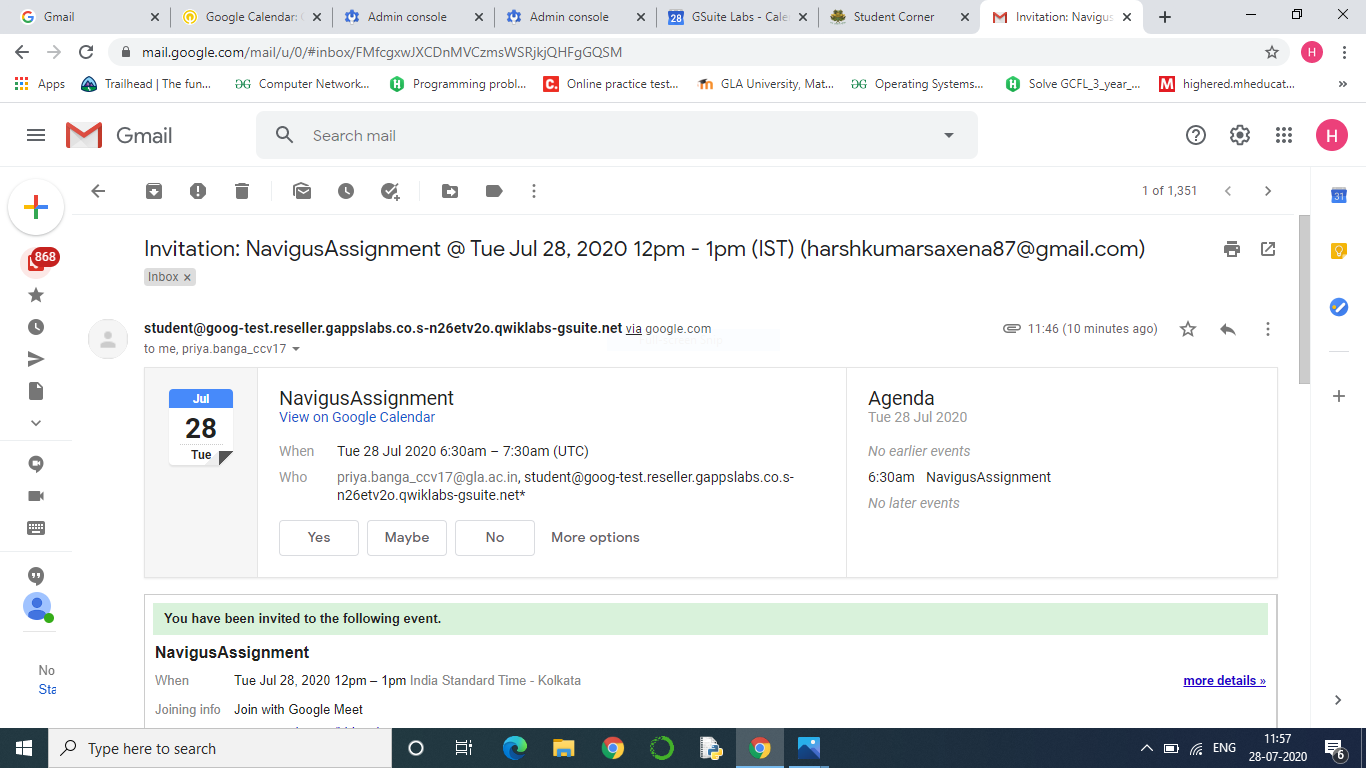 Gmail
Google Calendar:
Admin console
Admin console
28 GSuite Labs - Cale
Student Corner
Invitation: Navigus
mail.google.com/mail/u/0/#inbox/FMfcgxwJXCDnMVCzmsWSRjkjQHFgGQSM
H
Apps
Trailhead | The fun...
Computer Network...
Programming probl...
C. Online practice test...
GLA University, Mat...
Operating Systems...
Solve GCFL_3_year_...
M highered.mheducat...
»
Gmail
Search mail
H
1 of 1,351
31
Invitation: NavigusAssignment @ Tue Jul 28, 2020 12pm - 1pm (IST) (harshkumarsaxena87@gmail.com)
868
Inbox x
student@goog-test.reseller.gappslabs.co.s-n26etv2o.qwiklabs-gsuite.net via google.com
11:46 (10 minutes ago)
to me, priya.banga_ccv17
Jul
28
Tue
NavigusAssignment
View on Google Calendar
When Tue 28 Jul 2020 6:30am – 7:30am (UTC)
Who priya.banga_ccv17@gla.ac.in, student@goog-test.reseller.gappslabs.co.s-
n26etv2o.qwiklabs-gsuite.net*
Yes
Maybe
No
More options
Agenda
Tue 28 Jul 2020
No earlier events
6:30am NavigusAssignment
No later events
You have been invited to the following event.
NavigusAssignment
When Tue Jul 28, 2020 12pm – 1pm India Standard Time - Kolkata
more details »
Joining info Join with Google Meet
No
Sta
Type here to search
ENG
11:57
28-07-2020
6